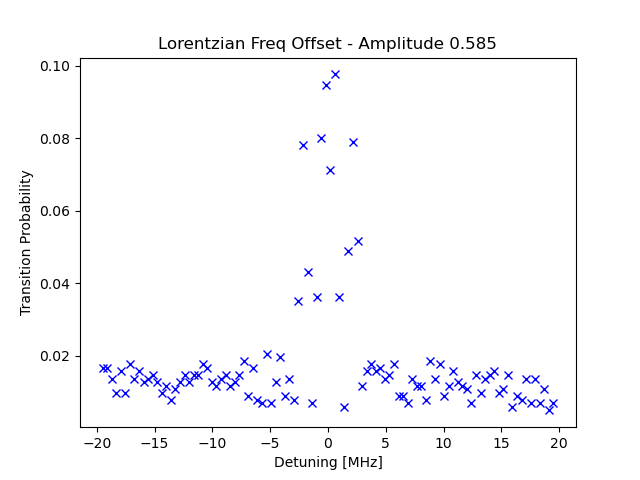 Lorentzian Freq Offset - Amplitude 0.585
Transition Probability
0.10
0.08
0.06
0.04
0.02
−20 −15 −10 −5 0 5 10 15 20
Detuning [MHz]